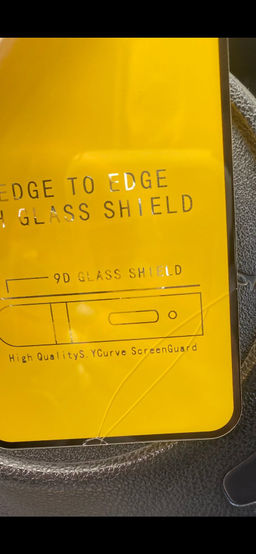 EDGE TO EDGE
H GLASS SHIELD
9D GLASS SHIELD
High QualityS.YCurve ScreenGuard